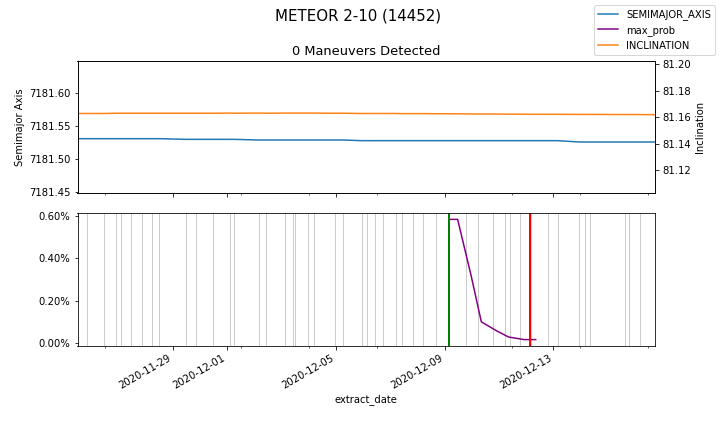 METEOR 2-10 (14452)
SEMIMAJOR_AXIS
max_prob
INCLINATION
0 Maneuvers Detected
Semimajor Axis
7181.60
7181.55
7181.50
7181.45
81.20
81.18
81.16
81.14
81.12
Inclination
0.60%
0.40%
0.20%
0.00%
2020-11-29
2020-12-01
2020-12-05
2020-12-09
2020-12-13
extract_date